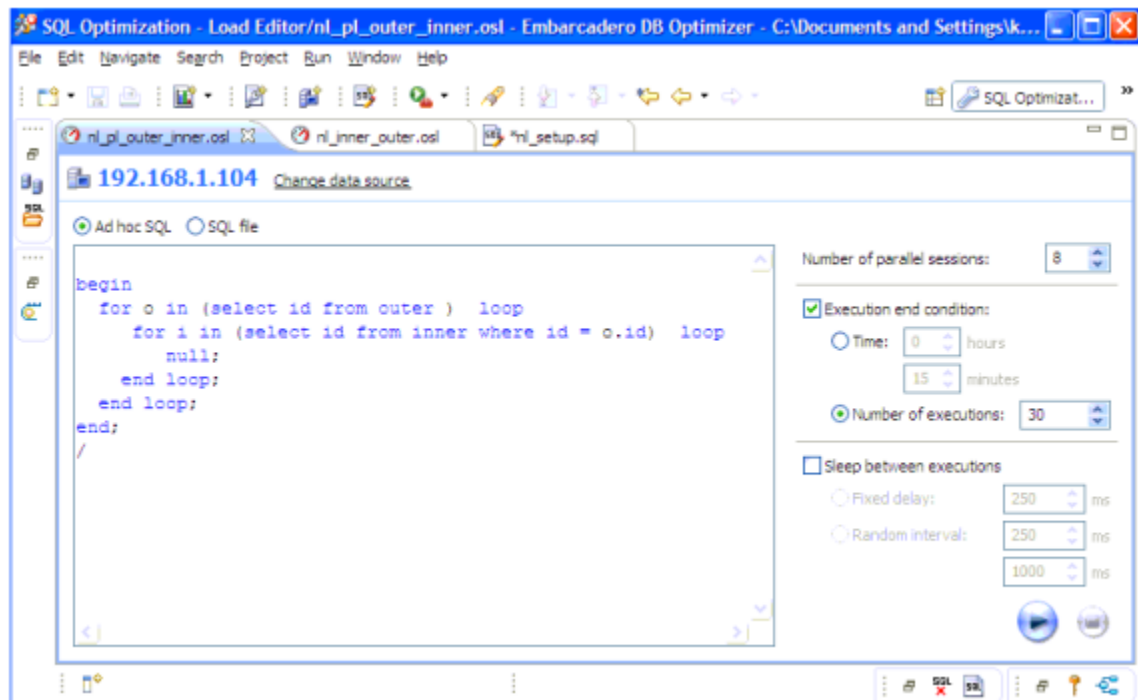 SQL Optimization - Load Editor/nl_pl_outer_inner.osl - Embarcadero DB Optimizer - C:\Documents and Settings\k...
File Edit Navigate Search Project Run Window Help
SQL Optimizat...
nl_pl_outer_inner.osl nl_inner_outer.osl *nl_setup.sql
192.168.1.104 Change data source
Ad hoc SQL SQL file
Number of parallel sessions: 8
begin
for o in (select id from outer ) loop
for i in (select id from inner where id = o.id) loop
null;
end loop;
end loop;
end;
/
Execution end condition:
Time: 0 hours
15 minutes
Number of executions: 30
Sleep between executions
Fixed delay: 250 ms
Random interval: 250 ms
1000 ms